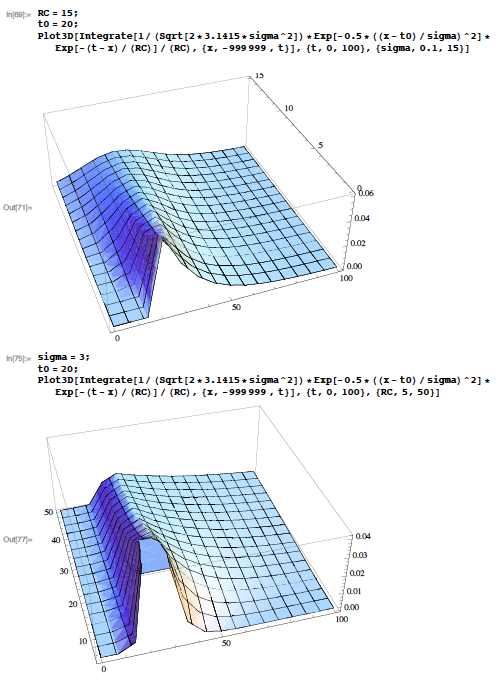 In[69]:= RC = 15;
t0 = 20;
Plot3D[Integrate[1/(Sqrt[2*3.1415*sigma^2])*Exp[-0.5*((x-t0)/sigma)^2]*
Exp[-(t-x)/(RC)]/(RC), {x, -999999, t}], {t, 0, 100}, {sigma, 0.1, 15}]
15
10
5
0
0.06
0.04
Out[71]=
0.02
0.00
100
50
0
In[75]:= sigma = 3;
t0 = 20;
Plot3D[Integrate[1/(Sqrt[2*3.1415*sigma^2])*Exp[-0.5*((x-t0)/sigma)^2]*
Exp[-(t-x)/(RC)]/(RC), {x, -999999, t}], {t, 0, 100}, {RC, 5, 50}]
50
40
0.04
Out[77]=
0.03
30
0.02
20
0.01
0.00
10
100
50
0